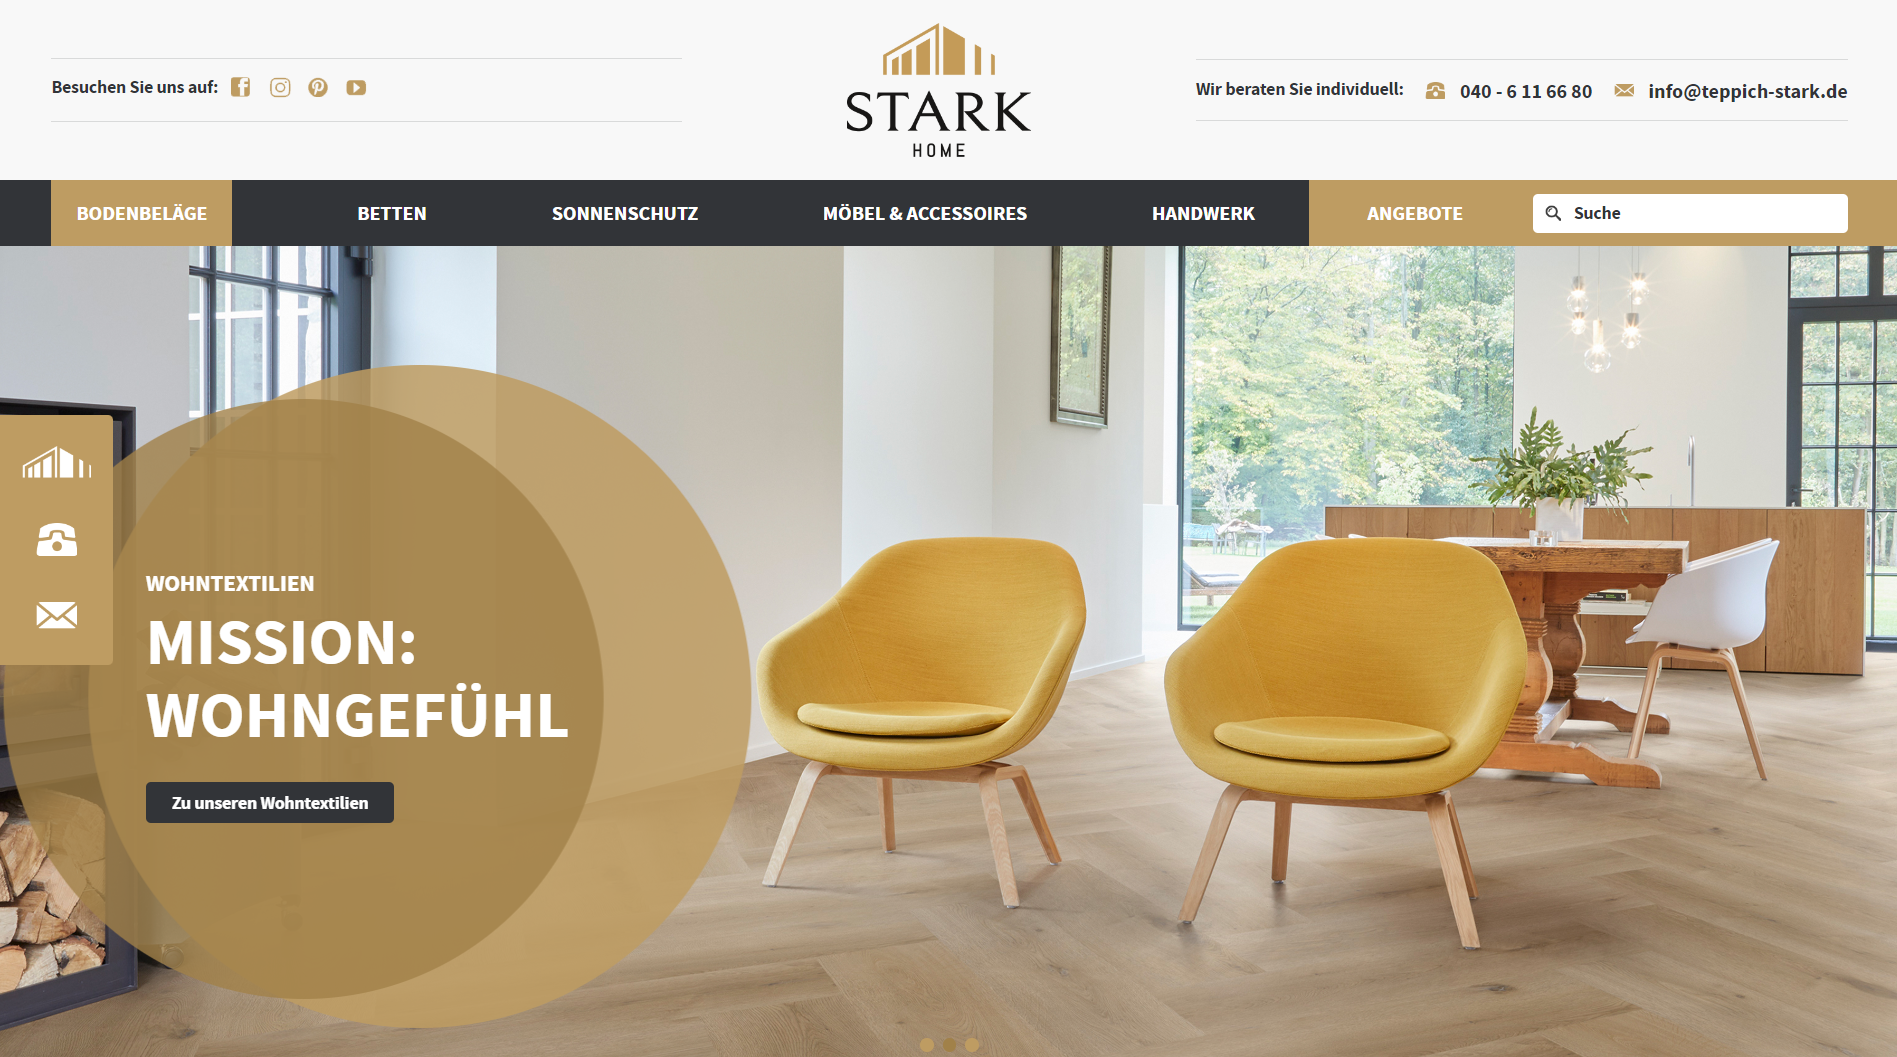 Besuchen Sie uns auf:
STARK
HOME
Wir beraten Sie individuell:
040 - 6 11 66 80
info@teppich-stark.de
BODENBELÄGE
BETTEN
SONNENSCHUTZ
MÖBEL & ACCESSOIRES
HANDWERK
ANGEBOTE
Suche
WOHNTEXTILIEN
MISSION:
WOHNGEFÜHL
Zu unseren Wohntextilien